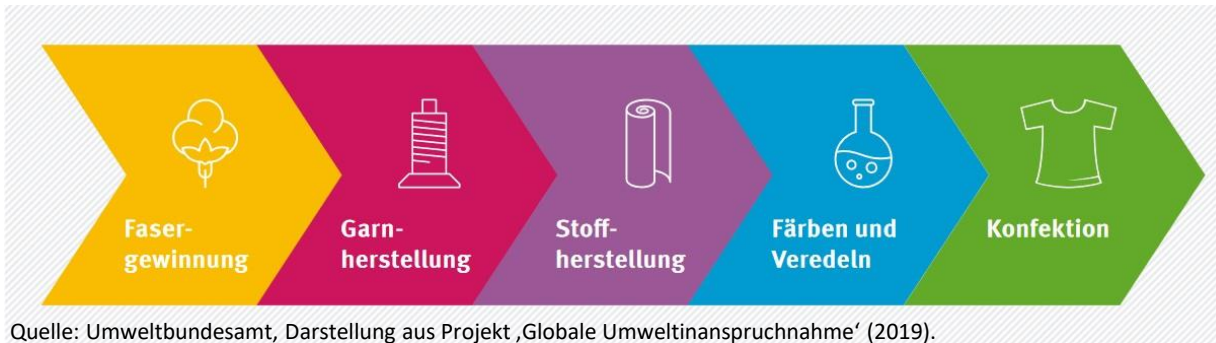 Faser-
gewinnung
Garn-
herstellung
Stoff-
herstellung
Färben und
Veredeln
Konfektion
Quelle: Umweltbundesamt, Darstellung aus Projekt ‚Globale Umweltinanspruchnahme‘ (2019).